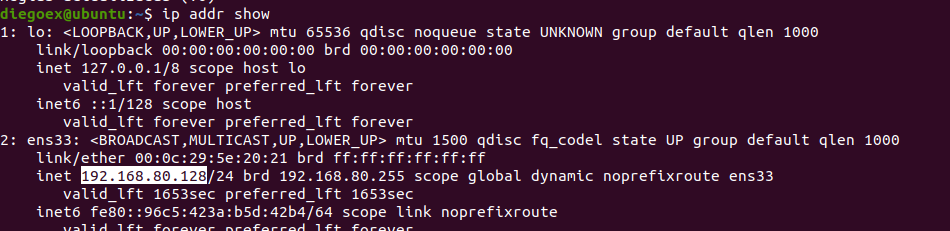 diegoex@ubuntu:~$ ip addr show
1: lo: <LOOPBACK,UP,LOWER_UP> mtu 65536 qdisc noqueue state UNKNOWN group default qlen 1000
link/loopback 00:00:00:00:00:00 brd 00:00:00:00:00:00
inet 127.0.0.1/8 scope host lo
valid_lft forever preferred_lft forever
inet6 ::1/128 scope host
valid_lft forever preferred_lft forever
2: ens33: <BROADCAST,MULTICAST,UP,LOWER_UP> mtu 1500 qdisc fq_codel state UP group default qlen 1000
link/ether 00:0c:29:5e:20:21 brd ff:ff:ff:ff:ff:ff
inet 192.168.80.128/24 brd 192.168.80.255 scope global dynamic noprefixroute ens33
valid_lft 1653sec preferred_lft 1653sec
inet6 fe80::96c5:423a:b5d:42b4/64 scope link noprefixroute
valid_lft forever preferred_lft forever